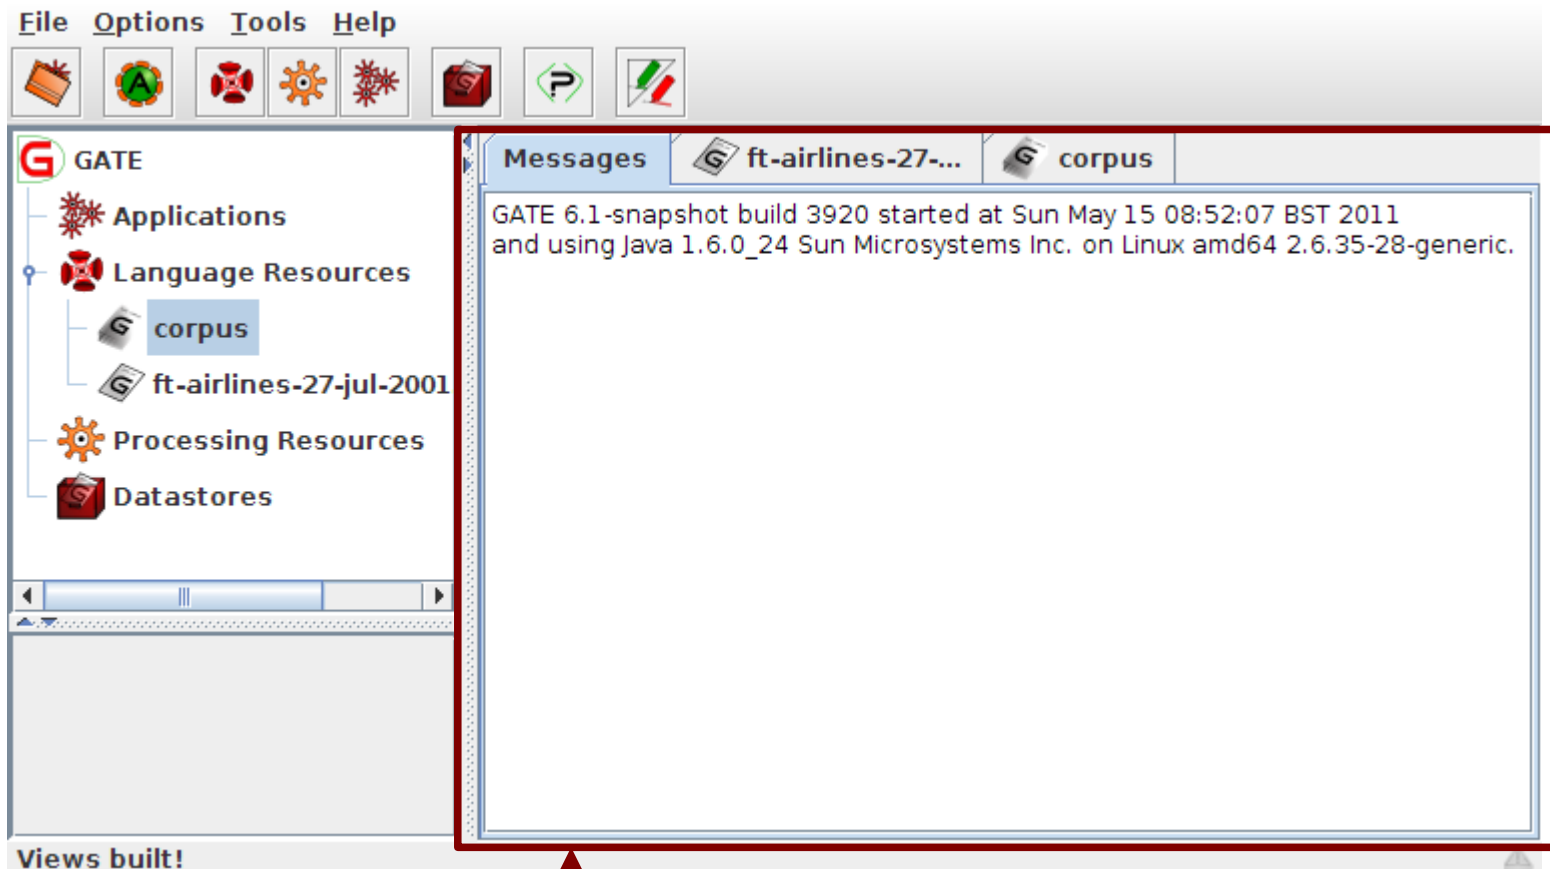 File Options Tools Help
GATE
Applications
Language Resources
corpus
ft-airlines-27-jul-2001
Processing Resources
Datastores
Messages ft-airlines-27-... corpus
GATE 6.1-snapshot build 3920 started at Sun May 15 08:52:07 BST 2011
and using Java 1.6.0_24 Sun Microsystems Inc. on Linux amd64 2.6.35-28-generic.
Views built!